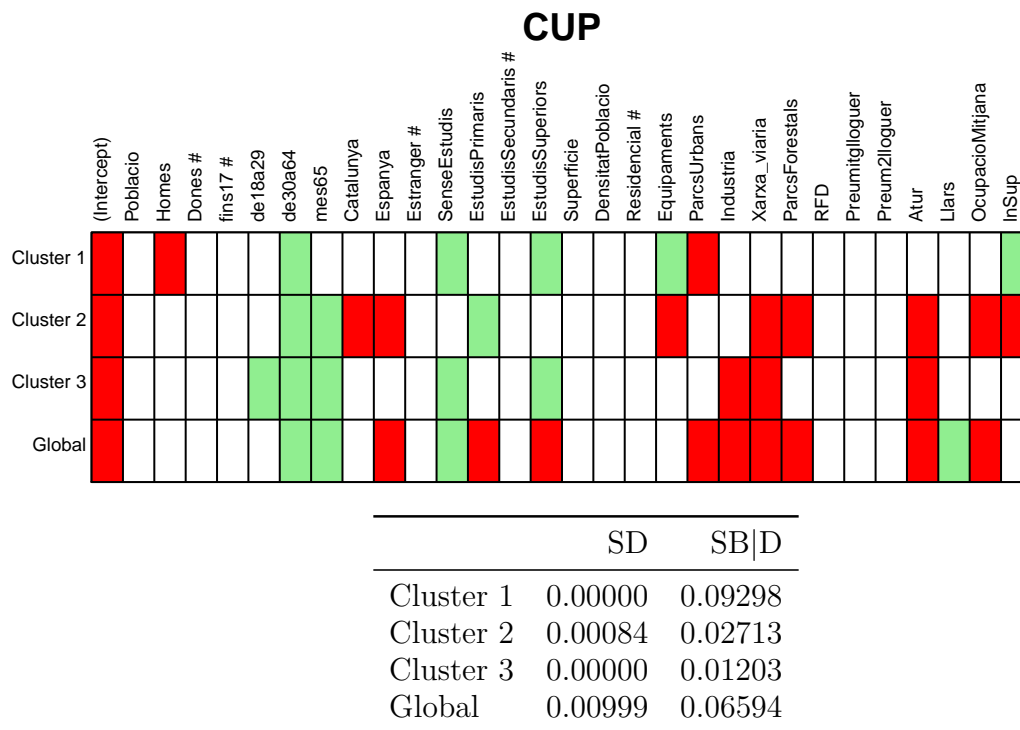 CUP
(Intercept)
Poblacio
Homes
Dones #
fins17 #
de18a29
de30a64
mes65
Catalunya
Espanya
Estranger #
SenseEstudis
EstudisPrimaris
EstudisSecundaris #
EstudisSuperiors
Superficie
DensitatPoblacio
Residencial #
Equipaments
ParcsUrbans
Industria
Xarxa_viaria
ParcsForestals
RFD
Preumitglloguer
Preum2lloguer
Atur
Llars
OcupacioMitjana
InSup
Cluster 1
Cluster 2
Cluster 3
Global
SD SB|D
Cluster 1 0.00000 0.09298
Cluster 2 0.00084 0.02713
Cluster 3 0.00000 0.01203
Global 0.00999 0.06594